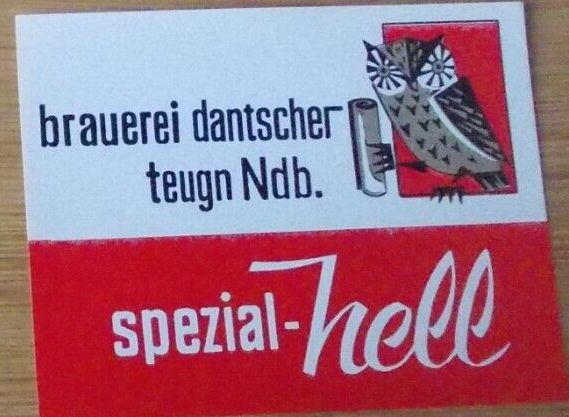 brauerei dantscher
teugn Ndb.
spezial-hell